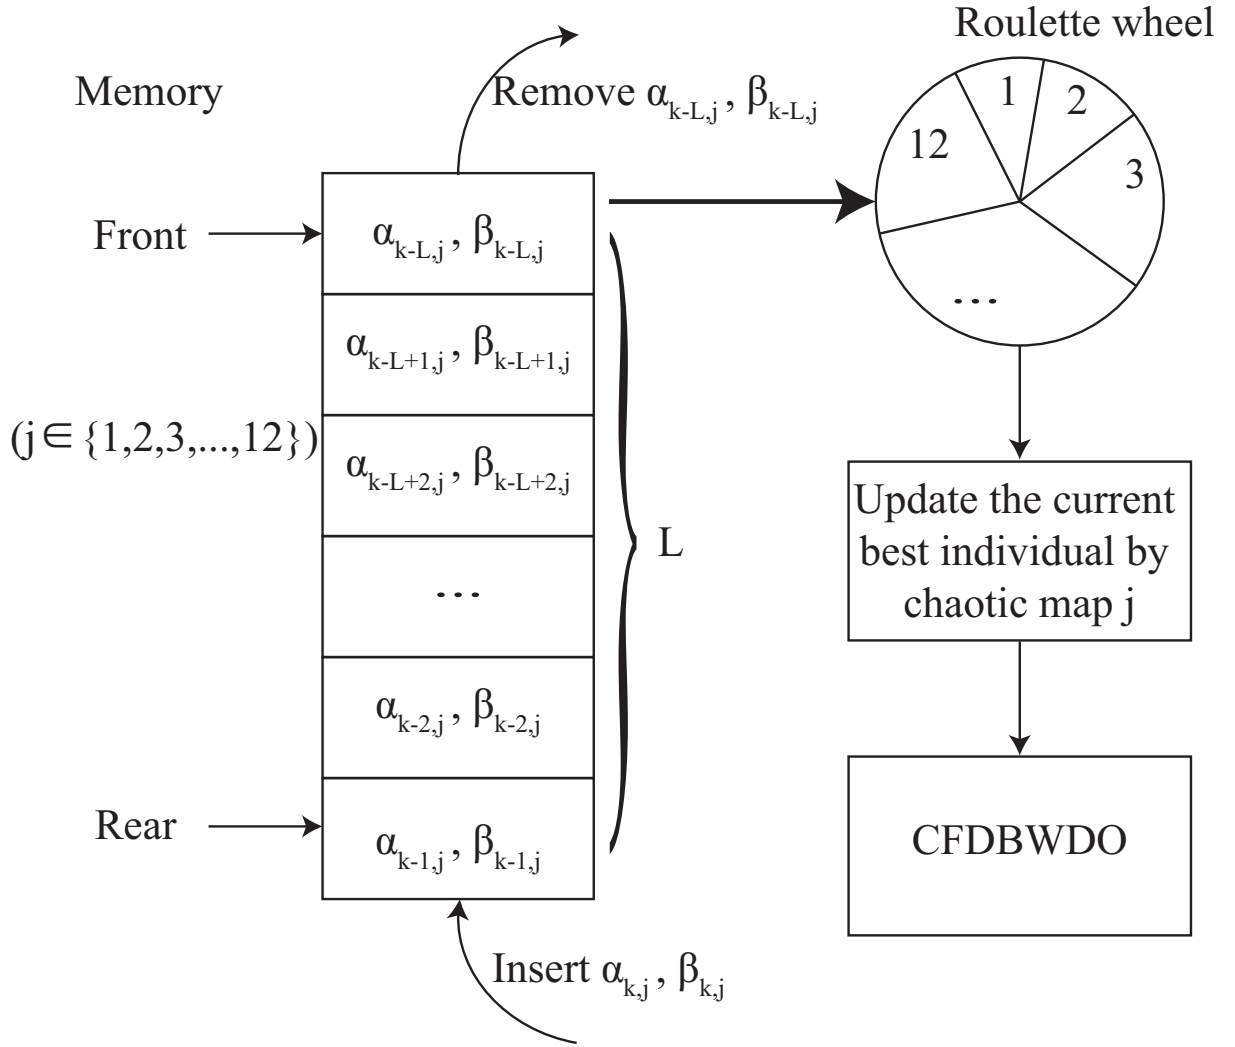 Roulette wheel
Memory
Remove α_{k-L,j} , β_{k-L,j}
1
2
3
12
...
Front
α_{k-L,j} , β_{k-L,j}
α_{k-L+1,j} , β_{k-L+1,j}
(j∈{1,2,3,...,12})
α_{k-L+2,j} , β_{k-L+2,j}
...
L
α_{k-2,j} , β_{k-2,j}
Rear
α_{k-1,j} , β_{k-1,j}
Insert α_{k,j} , β_{k,j}
Update the current
best individual by
chaotic map j
CFDBWDO